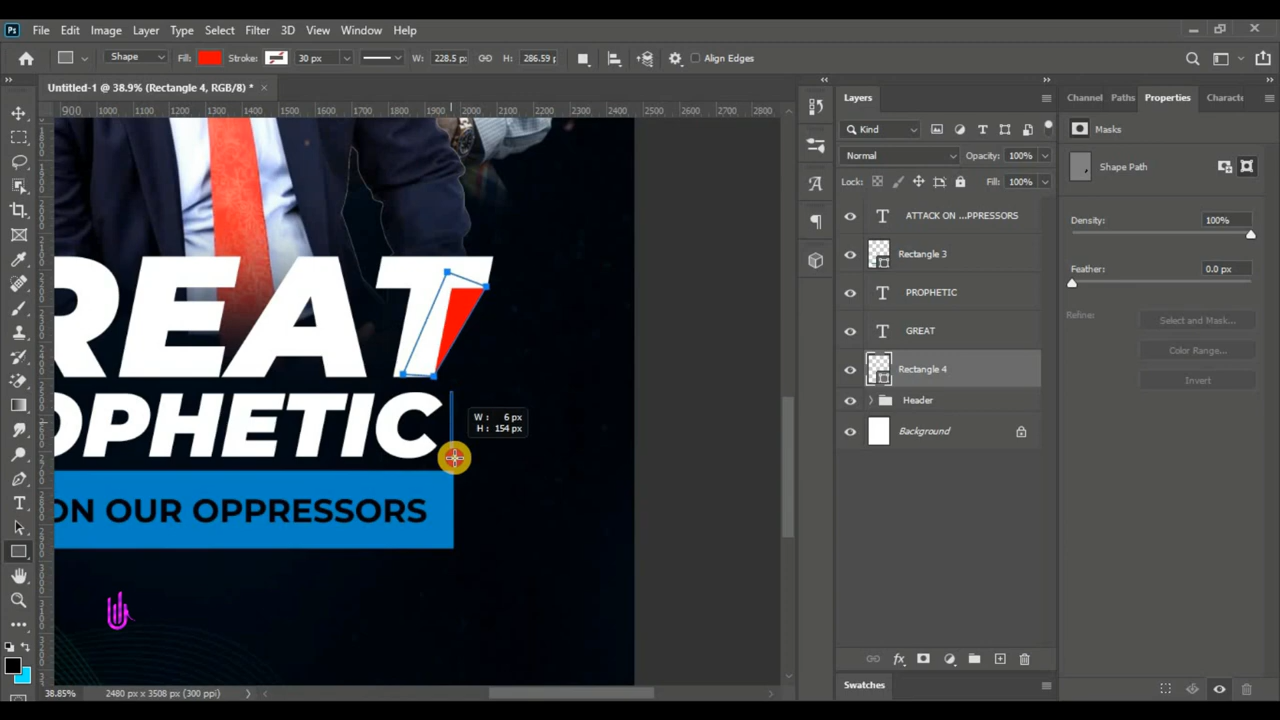 Ps File Edit Image Layer Type Select Filter 3D View Window Help
Shape Fill: Stroke: 30 px W: 228.5 p H: 286.59 p Align Edges
Untitled-1 @ 38.9% (Rectangle 4, RGB/8) *
900 1000 1100 1200 1300 1400 1500 1600 1700 1800 1900 2000 2100 2200 2300 2400 2500 2600 2700 2800
REAT
OPHETIC
W: 6 px
H: 154 px
ON OUR OPPRESSORS
38.85% 2480 px x 3508 px (300 ppi)
Layers
Kind
Normal Opacity: 100%
Lock: Fill: 100%
ATTACK ON ...PPRESSORS
Rectangle 3
PROPHETIC
GREAT
Rectangle 4
Header
Background
fx
Swatches
Channel Paths Properties Charact
Masks
Shape Path
Density: 100%
Feather: 0.0 px
Refine: Select and Mask...
Color Range...
Invert